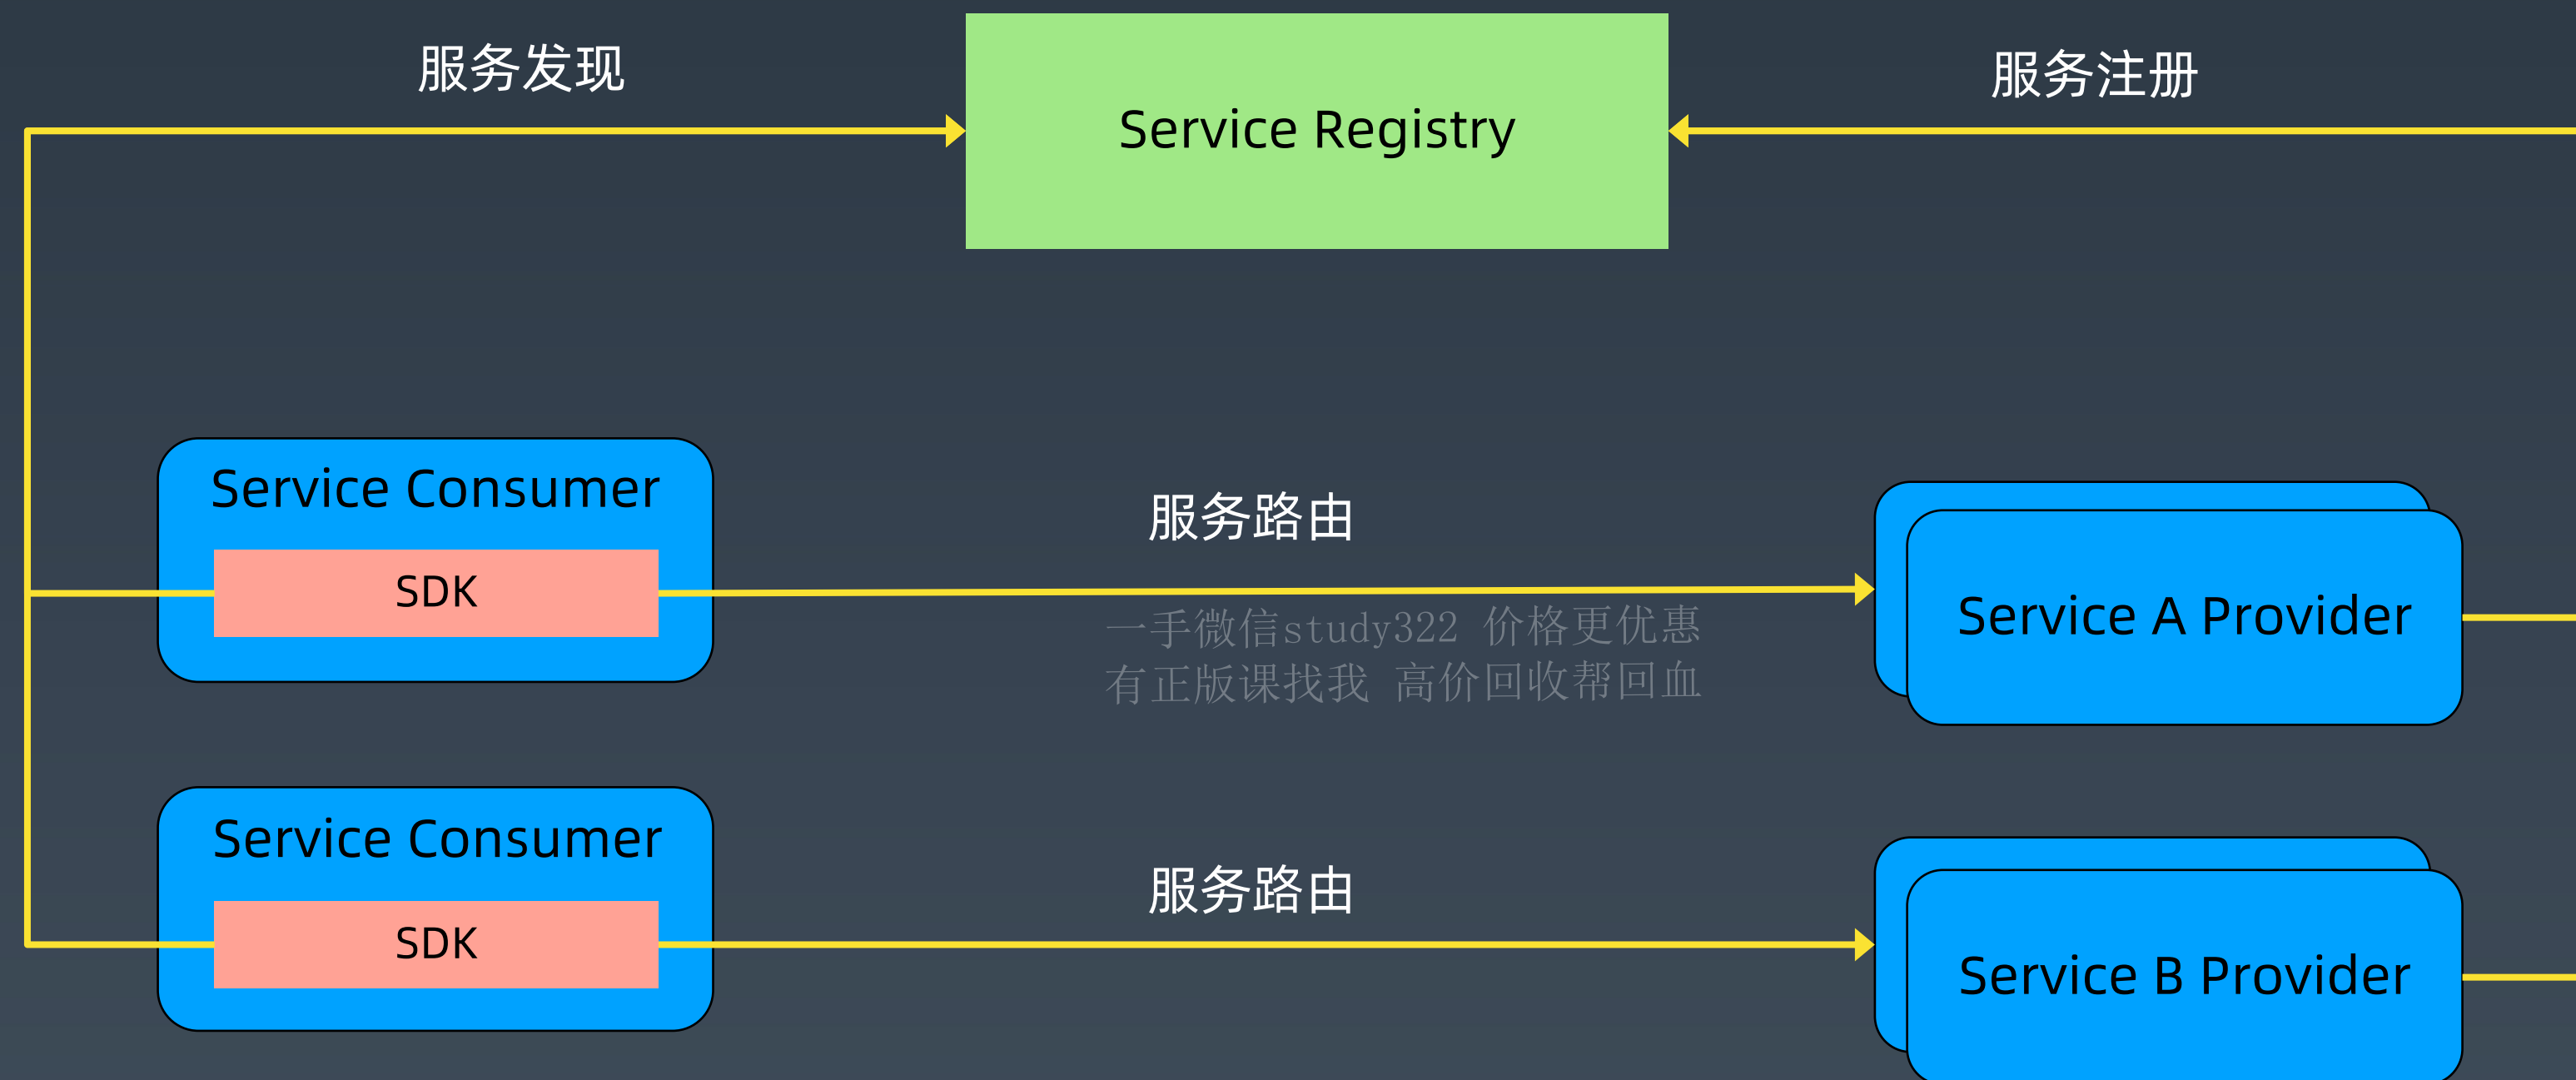 服务发现
Service Registry
服务注册
Service Consumer
SDK
服务路由
Service A Provider
一手微信study322 价格更优惠
有正版课找我 高价回收帮回血
Service Consumer
SDK
服务路由
Service B Provider